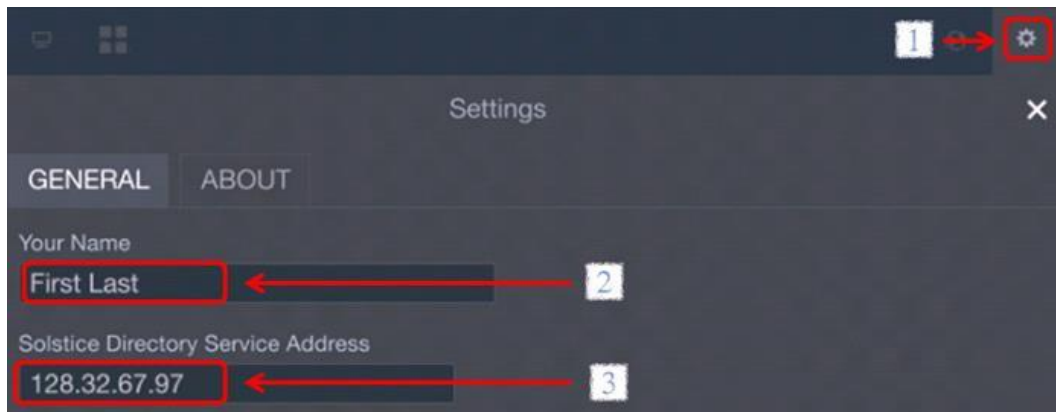 1
Settings
GENERAL ABOUT
Your Name
First Last
2
Solstice Directory Service Address
128.32.67.97
3